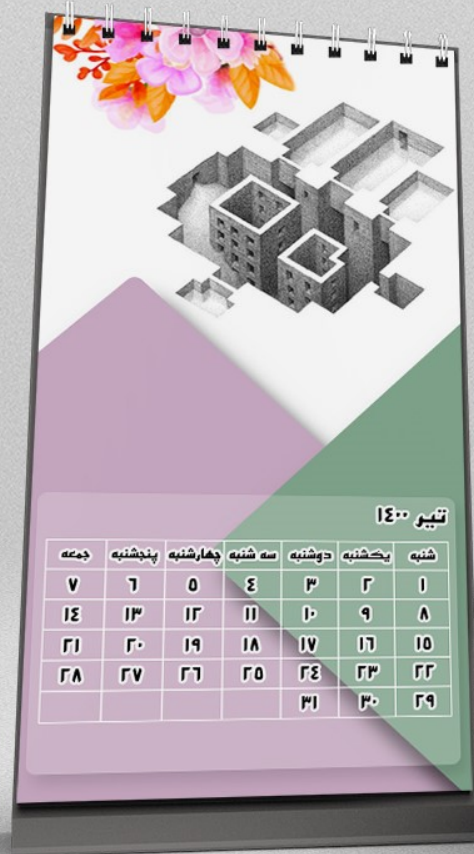 تیر ۱۴۰۰
شنبه یکشنبه دوشنبه سه شنبه چهارشنبه پنجشنبه جمعه
۱ ۲ ۳ ۴ ۵ ۶ ۷
۸ ۹ ۱۰ ۱۱ ۱۲ ۱۳ ۱۴
۱۵ ۱۶ ۱۷ ۱۸ ۱۹ ۲۰ ۲۱
۲۲ ۲۳ ۲۴ ۲۵ ۲۶ ۲۷ ۲۸
۲۹ ۳۰ ۳۱